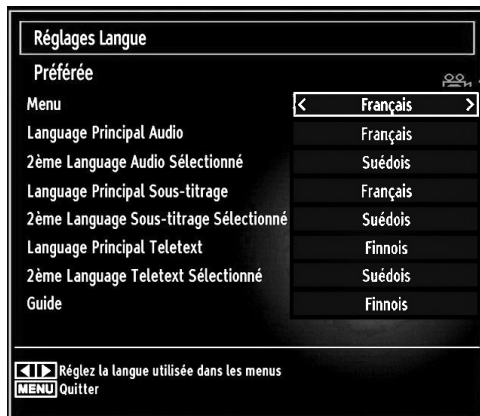 Réglages Langue
Préférée
Menu < Français >
Language Principal Audio Français
2ème Language Audio Sélectionné Suédois
Language Principal Sous-titrage Français
2ème Language Sous-titrage Sélectionné Suédois
Language Principal Teletext Finnois
2ème Language Teletext Sélectionné Suédois
Guide Finnois
Réglez la langue utilisée dans les menus
MENU Quitter